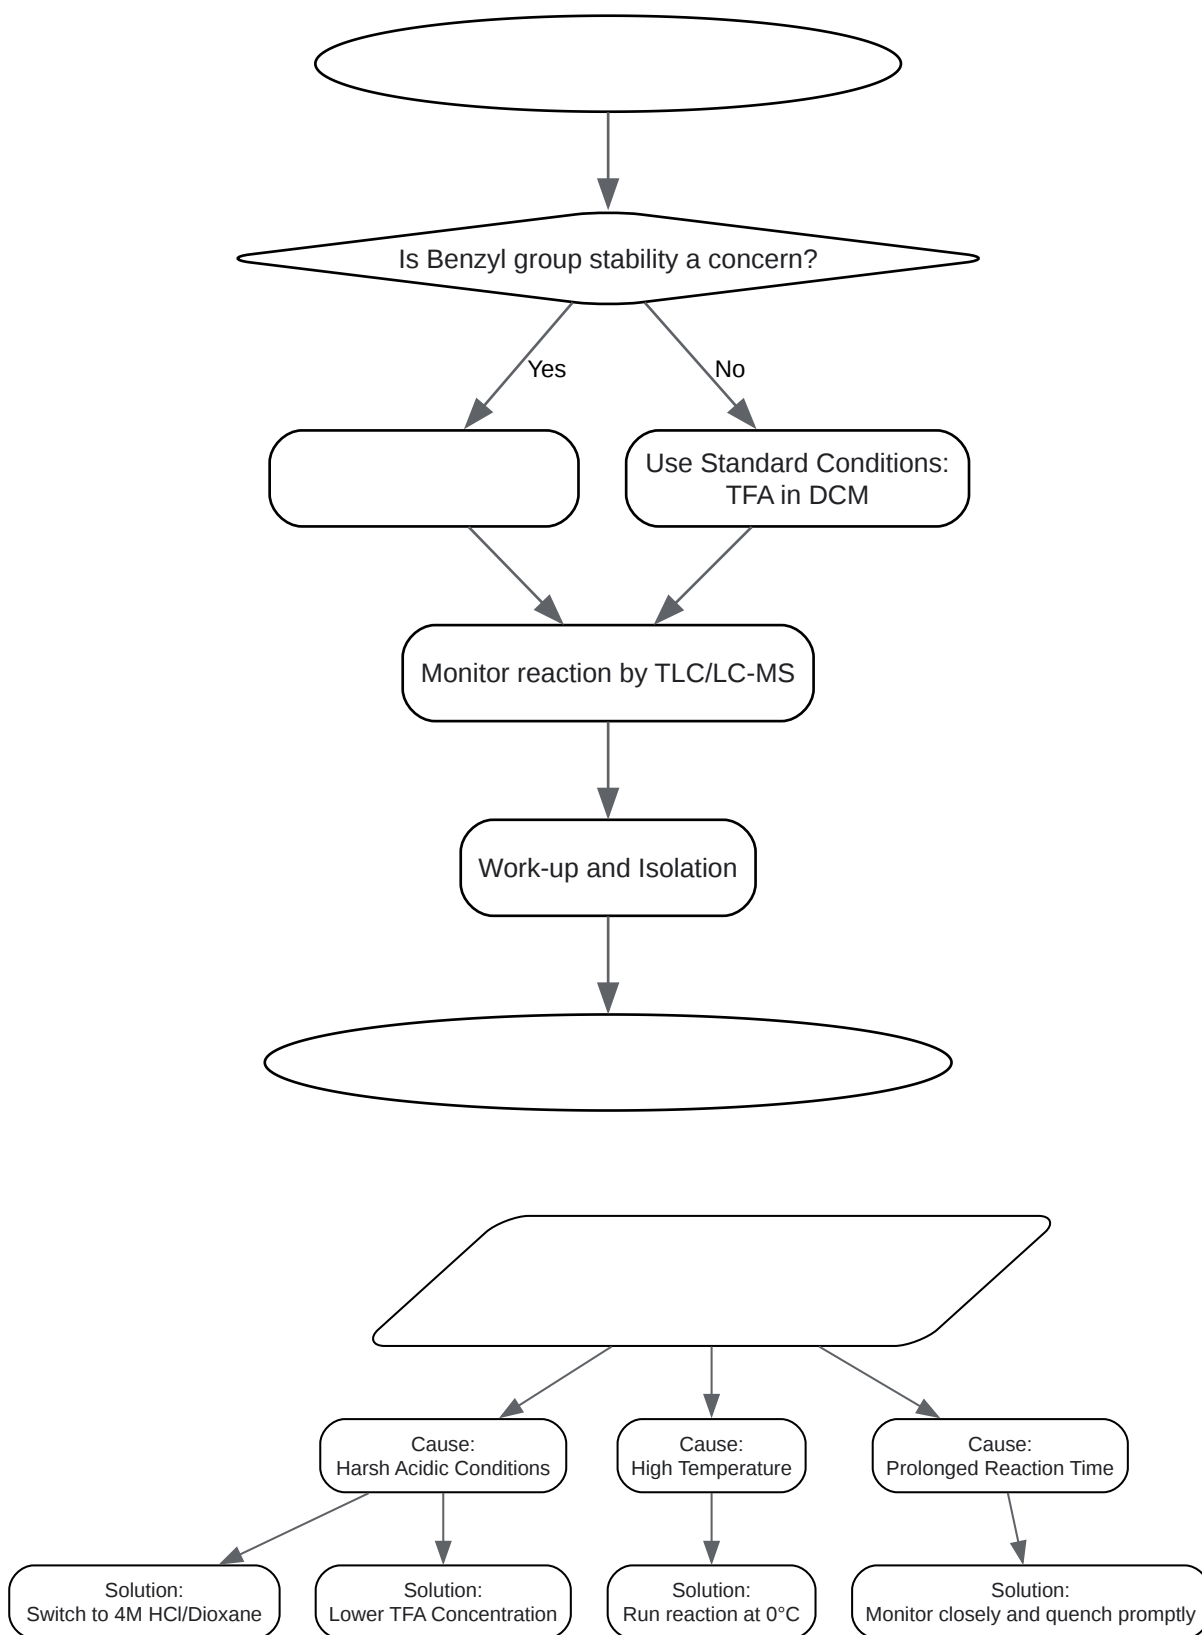 Is Benzyl group stability a concern?
Yes
No
Use Standard Conditions:
TFA in DCM
Monitor reaction by TLC/LC-MS
Work-up and Isolation
Cause:
Harsh Acidic Conditions
Cause:
High Temperature
Cause:
Prolonged Reaction Time
Solution:
Switch to 4M HCl/Dioxane
Solution:
Lower TFA Concentration
Solution:
Run reaction at 0°C
Solution:
Monitor closely and quench promptly